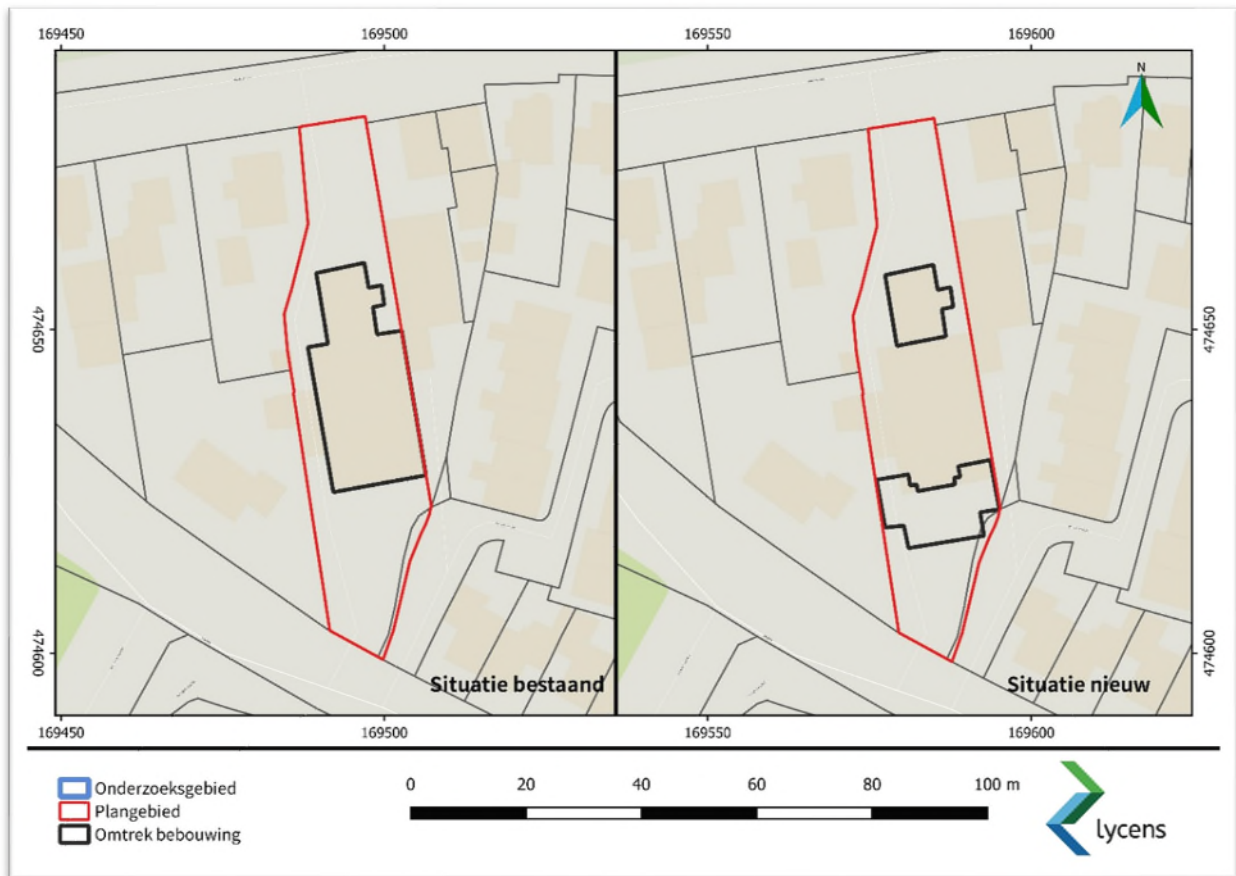 169450 169500 169550 169600
N
474650 474650
474600 474600
Situatie bestaand Situatie nieuw
169450 169500 169550 169600
Onderzoeksgebied
Plangebied
Omtrek bebouwing
0 20 40 60 80 100 m
lycens